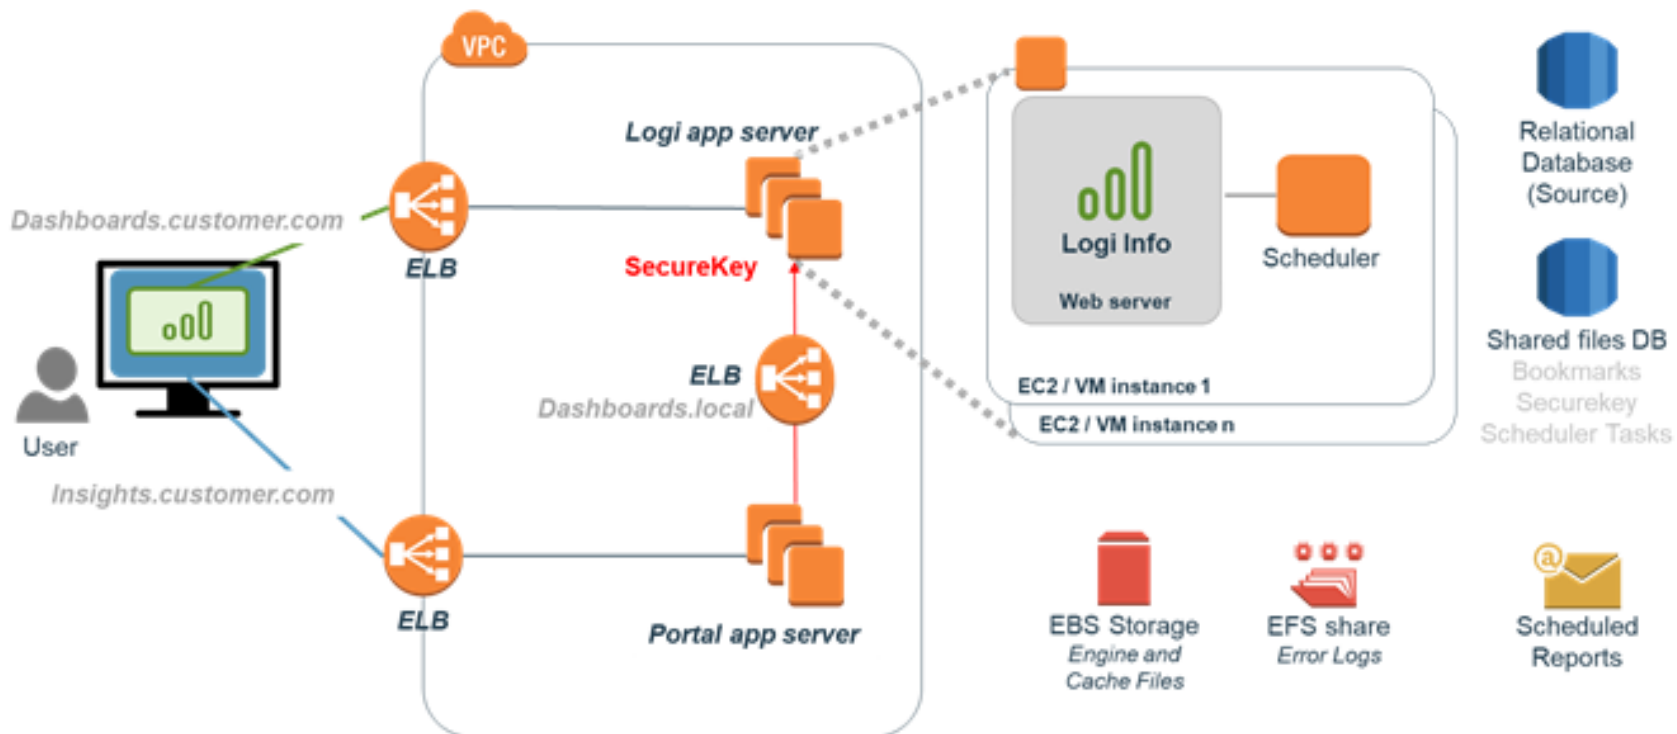 VPC
Logi app server
Dashboards.customer.com
ELB
SecureKey
ELB
Dashboards.local
User
Insights.customer.com
ELB
Portal app server
Logi Info
Web server
Scheduler
EC2 / VM instance 1
EC2 / VM instance n
Relational
Database
(Source)
Shared files DB
Bookmarks
Securekey
Scheduler Tasks
EBS Storage
Engine and
Cache Files
EFS share
Error Logs
@
Scheduled
Reports